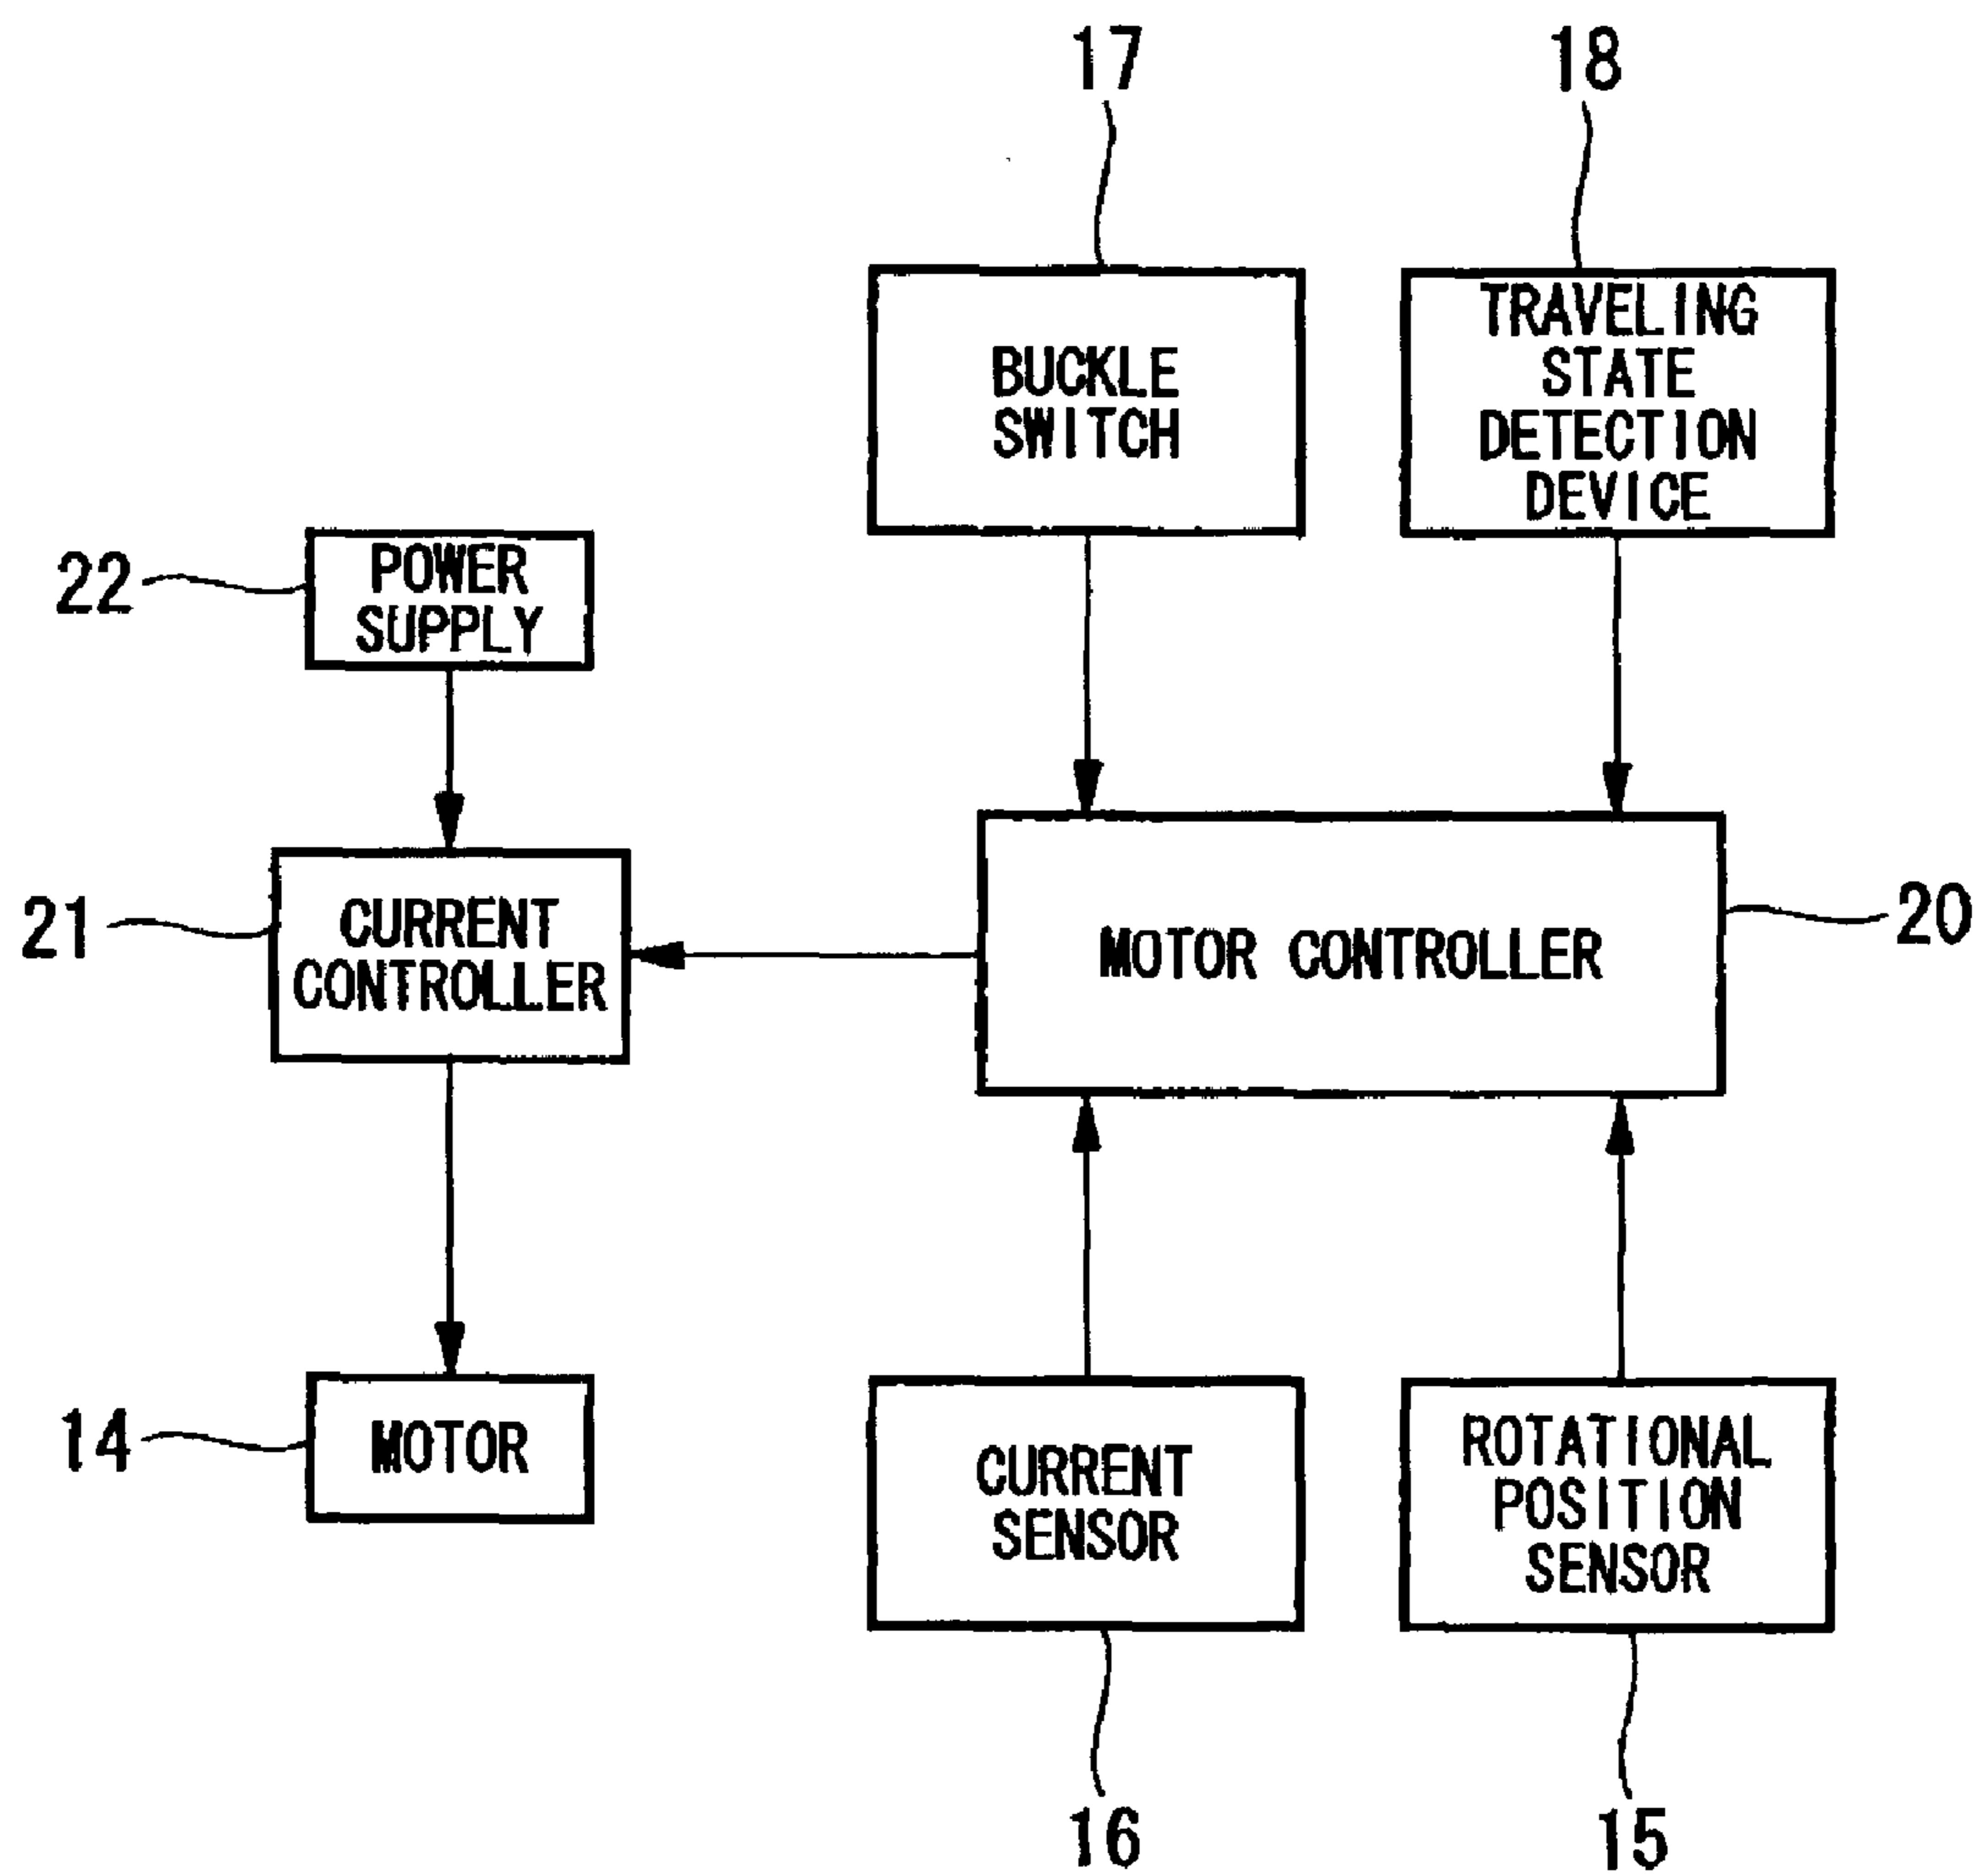 17
18
BUCKLE
SWITCH
TRAVELING
STATE
DETECTION
DEVICE
22
POWER
SUPPLY
21
CURRENT
CONTROLLER
MOTOR CONTROLLER
20
14
MOTOR
CURRENT
SENSOR
ROTATIONAL
POSITION
SENSOR
16
15